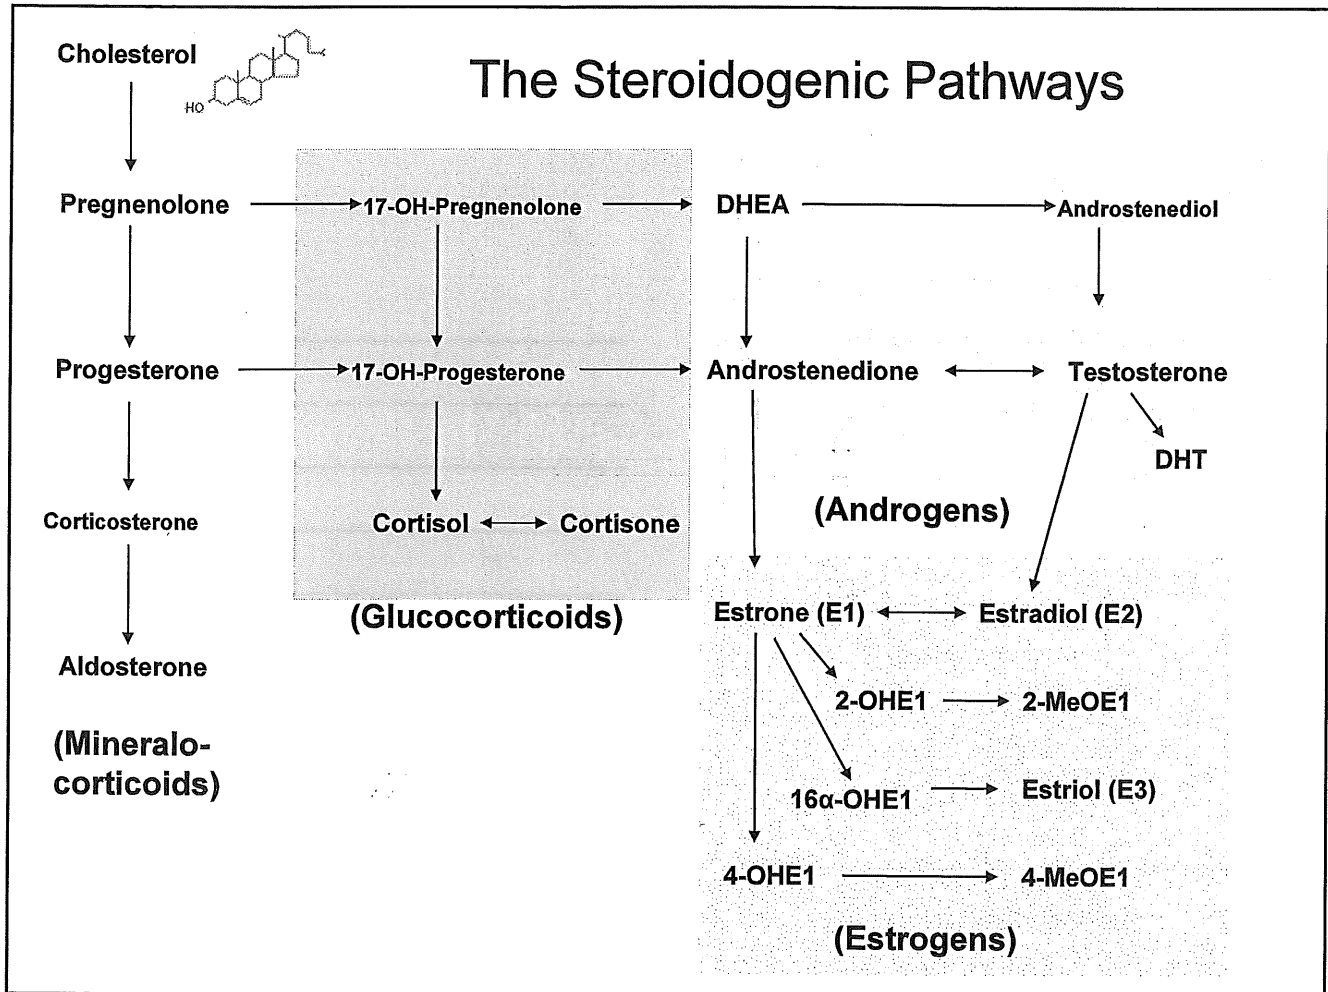 The Steroidogenic Pathways
Cholesterol
HO
Pregnenolone
17-OH-Pregnenolone
DHEA
Androstenediol
Progesterone
17-OH-Progesterone
Androstenedione
Testosterone
DHT
Corticosterone
Cortisol
Cortisone
(Androgens)
(Glucocorticoids)
Estrone (E1)
Estradiol (E2)
Aldosterone
2-OHE1
2-MeOE1
(Mineralo-
corticoids)
16α-OHE1
Estriol (E3)
4-OHE1
4-MeOE1
(Estrogens)